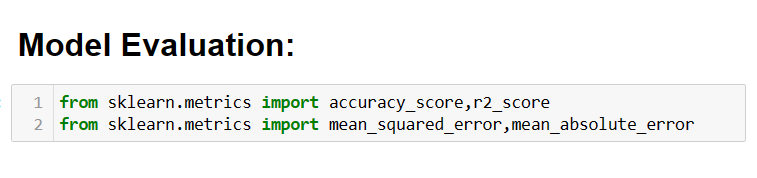 Model Evaluation:
1 from sklearn.metrics import accuracy_score,r2_score
2 from sklearn.metrics import mean_squared_error,mean_absolute_error